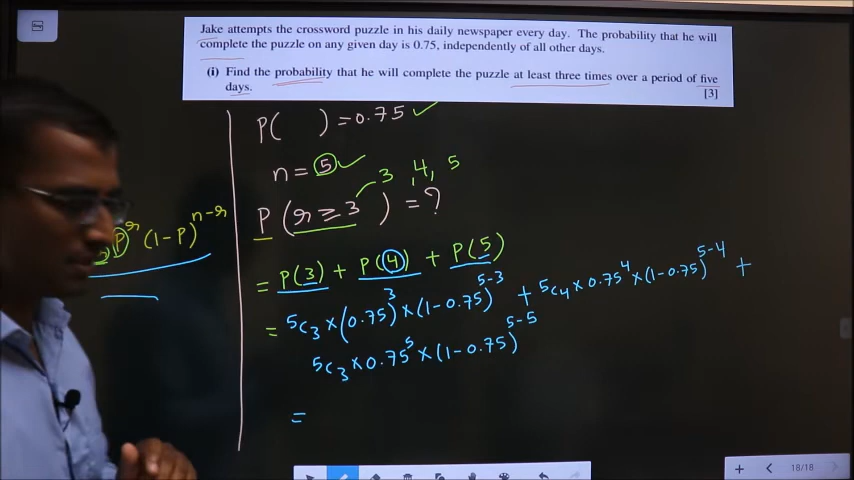 Jake attempts the crossword puzzle in his daily newspaper every day. The probability that he will
complete the puzzle on any given day is 0.75, independently of all other days.
(i) Find the probability that he will complete the puzzle at least three times over a period of five
days. [3]
P( ) = 0.75 ✓
n = 5 ✓
3, 4, 5
P(r ≥ 3 ) = ?
P)^r (1-P)^n-r
= P(3) + P(4) + P(5)
= ⁵C₃ × (0.75)³ × (1-0.75)^5-3 + ⁵C₄ × 0.75⁴ × (1-0.75)^5-4 +
⁵C₃ × 0.75⁵ × (1-0.75)^5-5
=
18/18